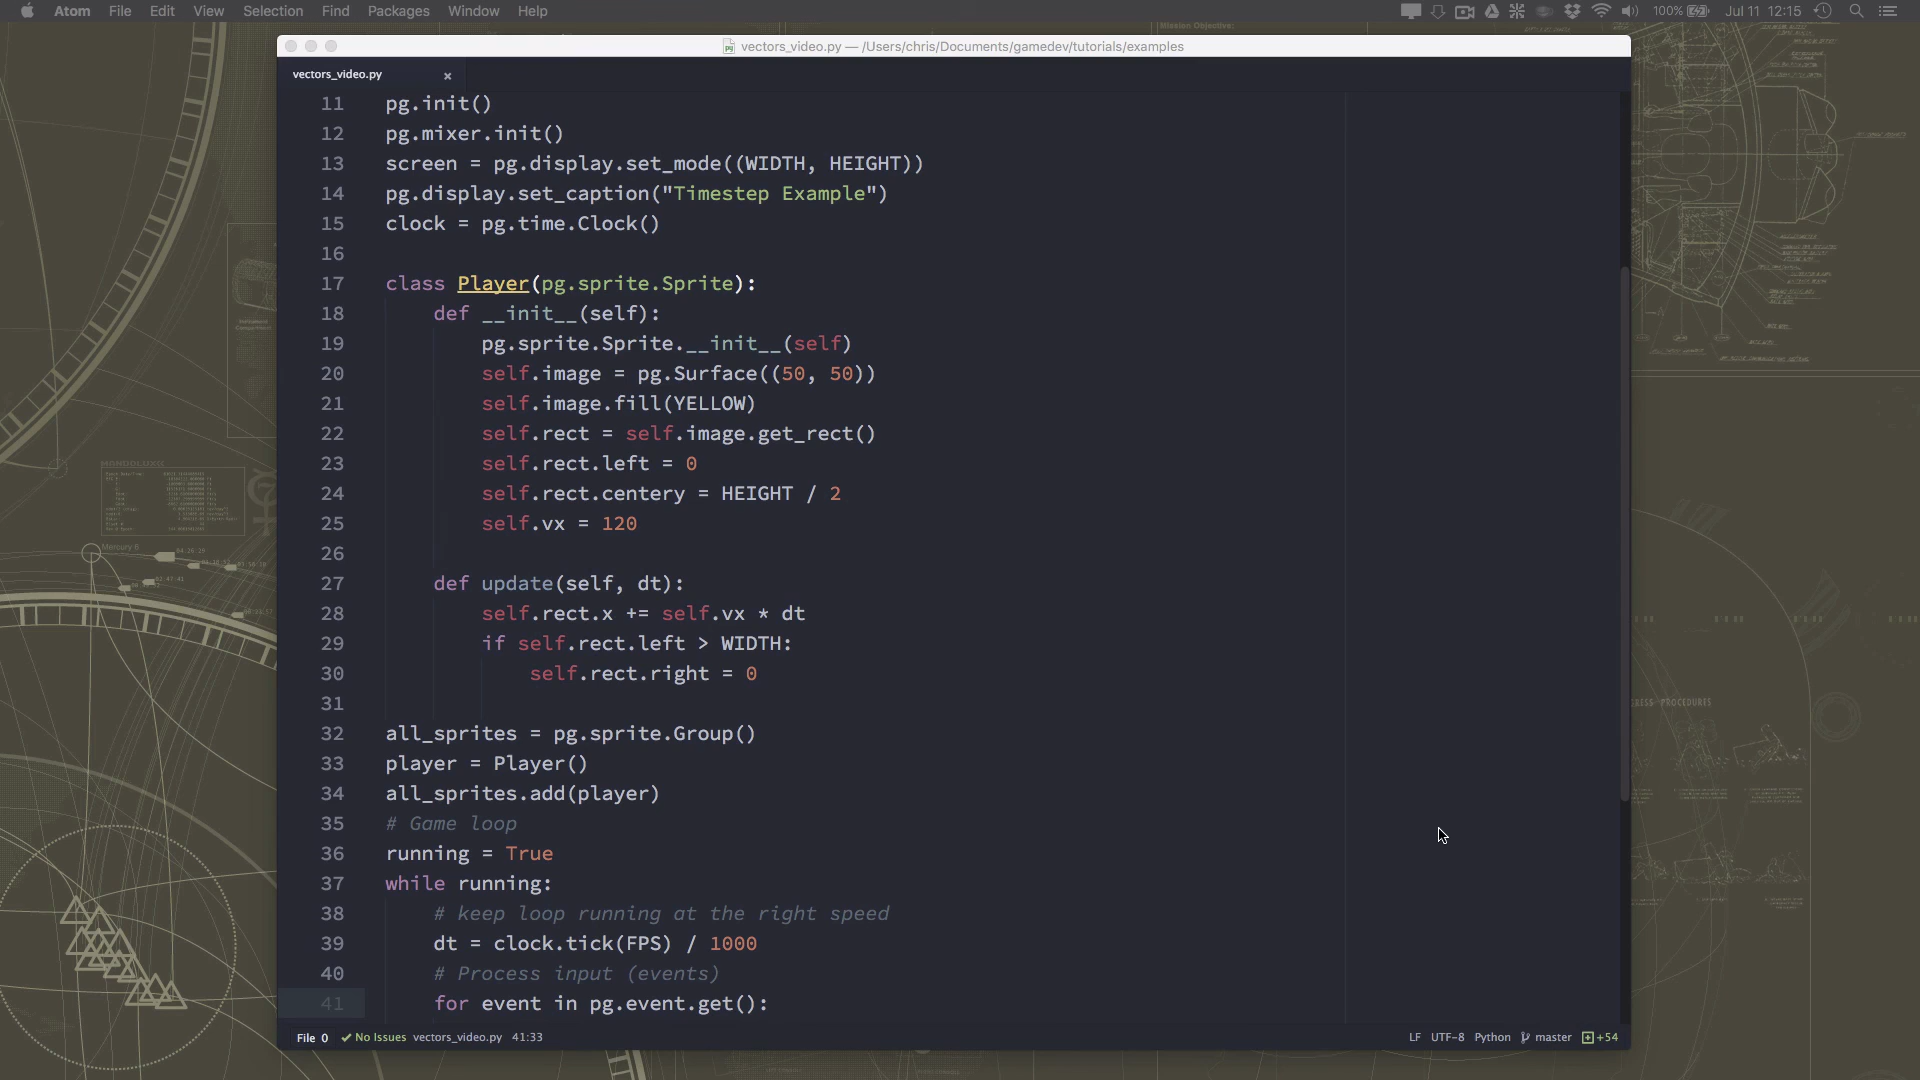 Atom File Edit View Selection Find Packages Window Help 100% Jul 11 12:15
Mission Objective:
vectors_video.py — /Users/chris/Documents/gamedev/tutorials/examples
vectors_video.py ×
11 pg.init()
12 pg.mixer.init()
13 screen = pg.display.set_mode((WIDTH, HEIGHT))
14 pg.display.set_caption("Timestep Example")
15 clock = pg.time.Clock()
16
17 class Player(pg.sprite.Sprite):
18 def __init__(self):
19 pg.sprite.Sprite.__init__(self)
20 self.image = pg.Surface((50, 50))
21 self.image.fill(YELLOW)
22 self.rect = self.image.get_rect()
23 self.rect.left = 0
24 self.rect.centery = HEIGHT / 2
25 self.vx = 120
26
27 def update(self, dt):
28 self.rect.x += self.vx * dt
29 if self.rect.left > WIDTH:
30 self.rect.right = 0
31
32 all_sprites = pg.sprite.Group()
33 player = Player()
34 all_sprites.add(player)
35 # Game loop
36 running = True
37 while running:
38 # keep loop running at the right speed
39 dt = clock.tick(FPS) / 1000
40 # Process input (events)
41 for event in pg.event.get():
File 0 No Issues vectors_video.py 41:33 LF UTF-8 Python master +54
Mercury 6